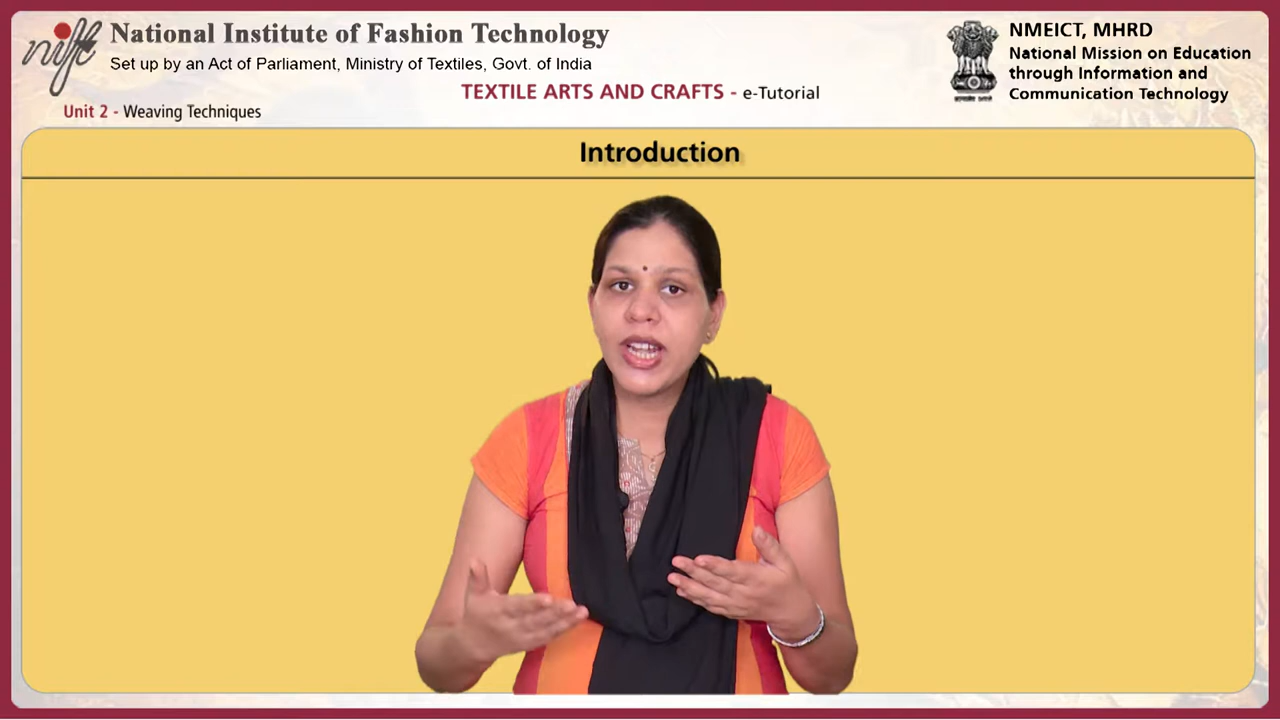 nift
National Institute of Fashion Technology
Set up by an Act of Parliament, Ministry of Textiles, Govt. of India
NMEICT, MHRD
National Mission on Education
through Information and
Communication Technology
TEXTILE ARTS AND CRAFTS - e-Tutorial
Unit 2 - Weaving Techniques
Introduction